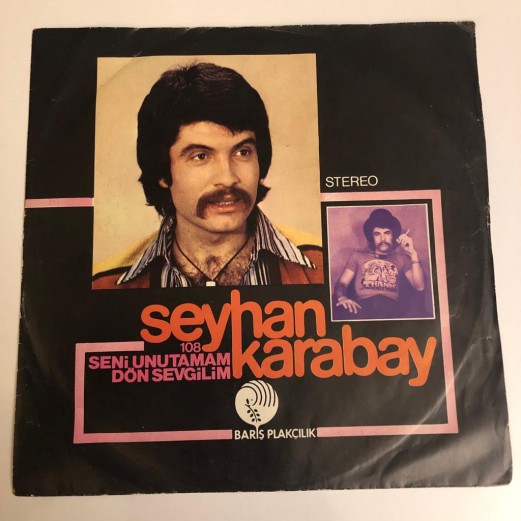 STEREO
seyhan
karabay
108
SENİ UNUTAMAM
DÖN SEVGİLİM
BARIŞ PLAKÇILIK